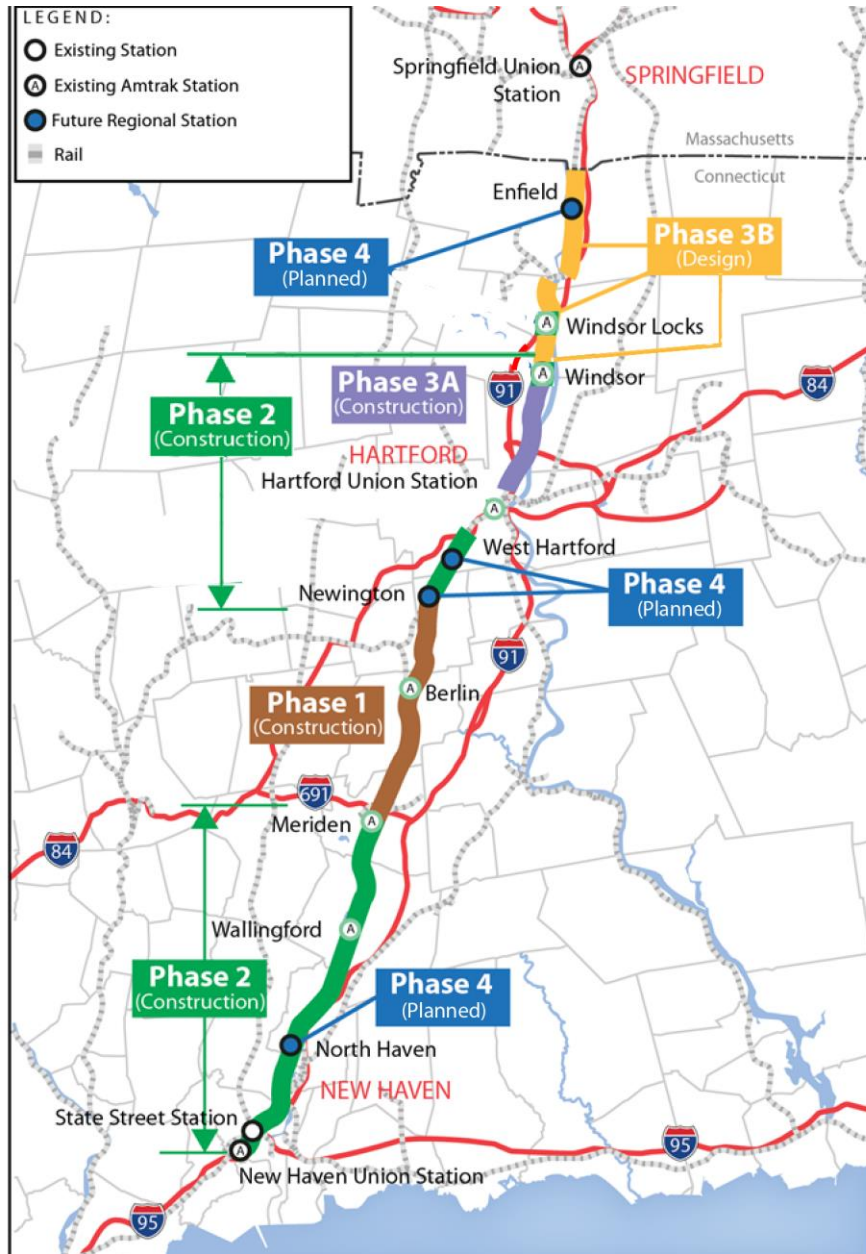 LEGEND:
Existing Station
A Existing Amtrak Station
Future Regional Station
Rail
Springfield Union
Station
A
SPRINGFIELD
Massachusetts
Connecticut
Enfield
Phase 4
(Planned)
Phase 3B
(Design)
A
Windsor Locks
A
Windsor
Phase 3A
(Construction)
91
84
Phase 2
(Construction)
HARTFORD
Hartford Union Station
A
West Hartford
Newington
Phase 4
(Planned)
91
A
Berlin
Phase 1
(Construction)
691
Meriden
A
84
Wallingford
A
Phase 2
(Construction)
Phase 4
(Planned)
North Haven
NEW HAVEN
State Street Station
A
New Haven Union Station
95
95